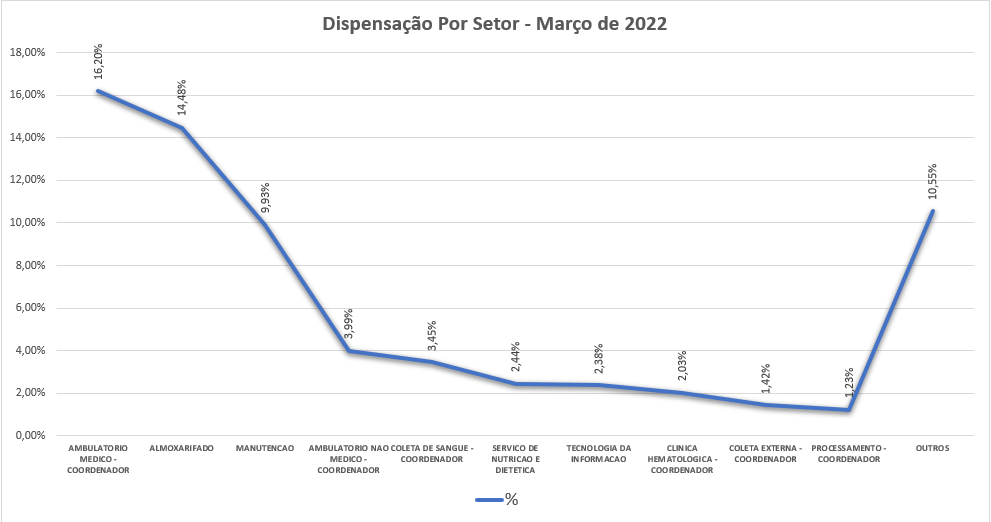 Dispensação Por Setor - Março de 2022
18,00%
16,00%
14,00%
12,00%
10,00%
8,00%
6,00%
4,00%
2,00%
0,00%
16,20%
14,48%
9,93%
3,99%
3,45%
2,44%
2,38%
2,03%
1,42%
1,23%
10,55%
AMBULATORIO
MEDICO -
COORDENADOR
ALMOXARIFADO
MANUTENCAO
AMBULATORIO NAO
MEDICO -
COORDENADOR
COLETA DE SANGUE -
COORDENADOR
SERVICO DE
NUTRICAO E
DIETETICA
TECNOLOGIA DA
INFORMACAO
CLINICA
HEMATOLOGICA -
COORDENADOR
COLETA EXTERNA -
COORDENADOR
PROCESSAMENTO -
COORDENADOR
OUTROS
%